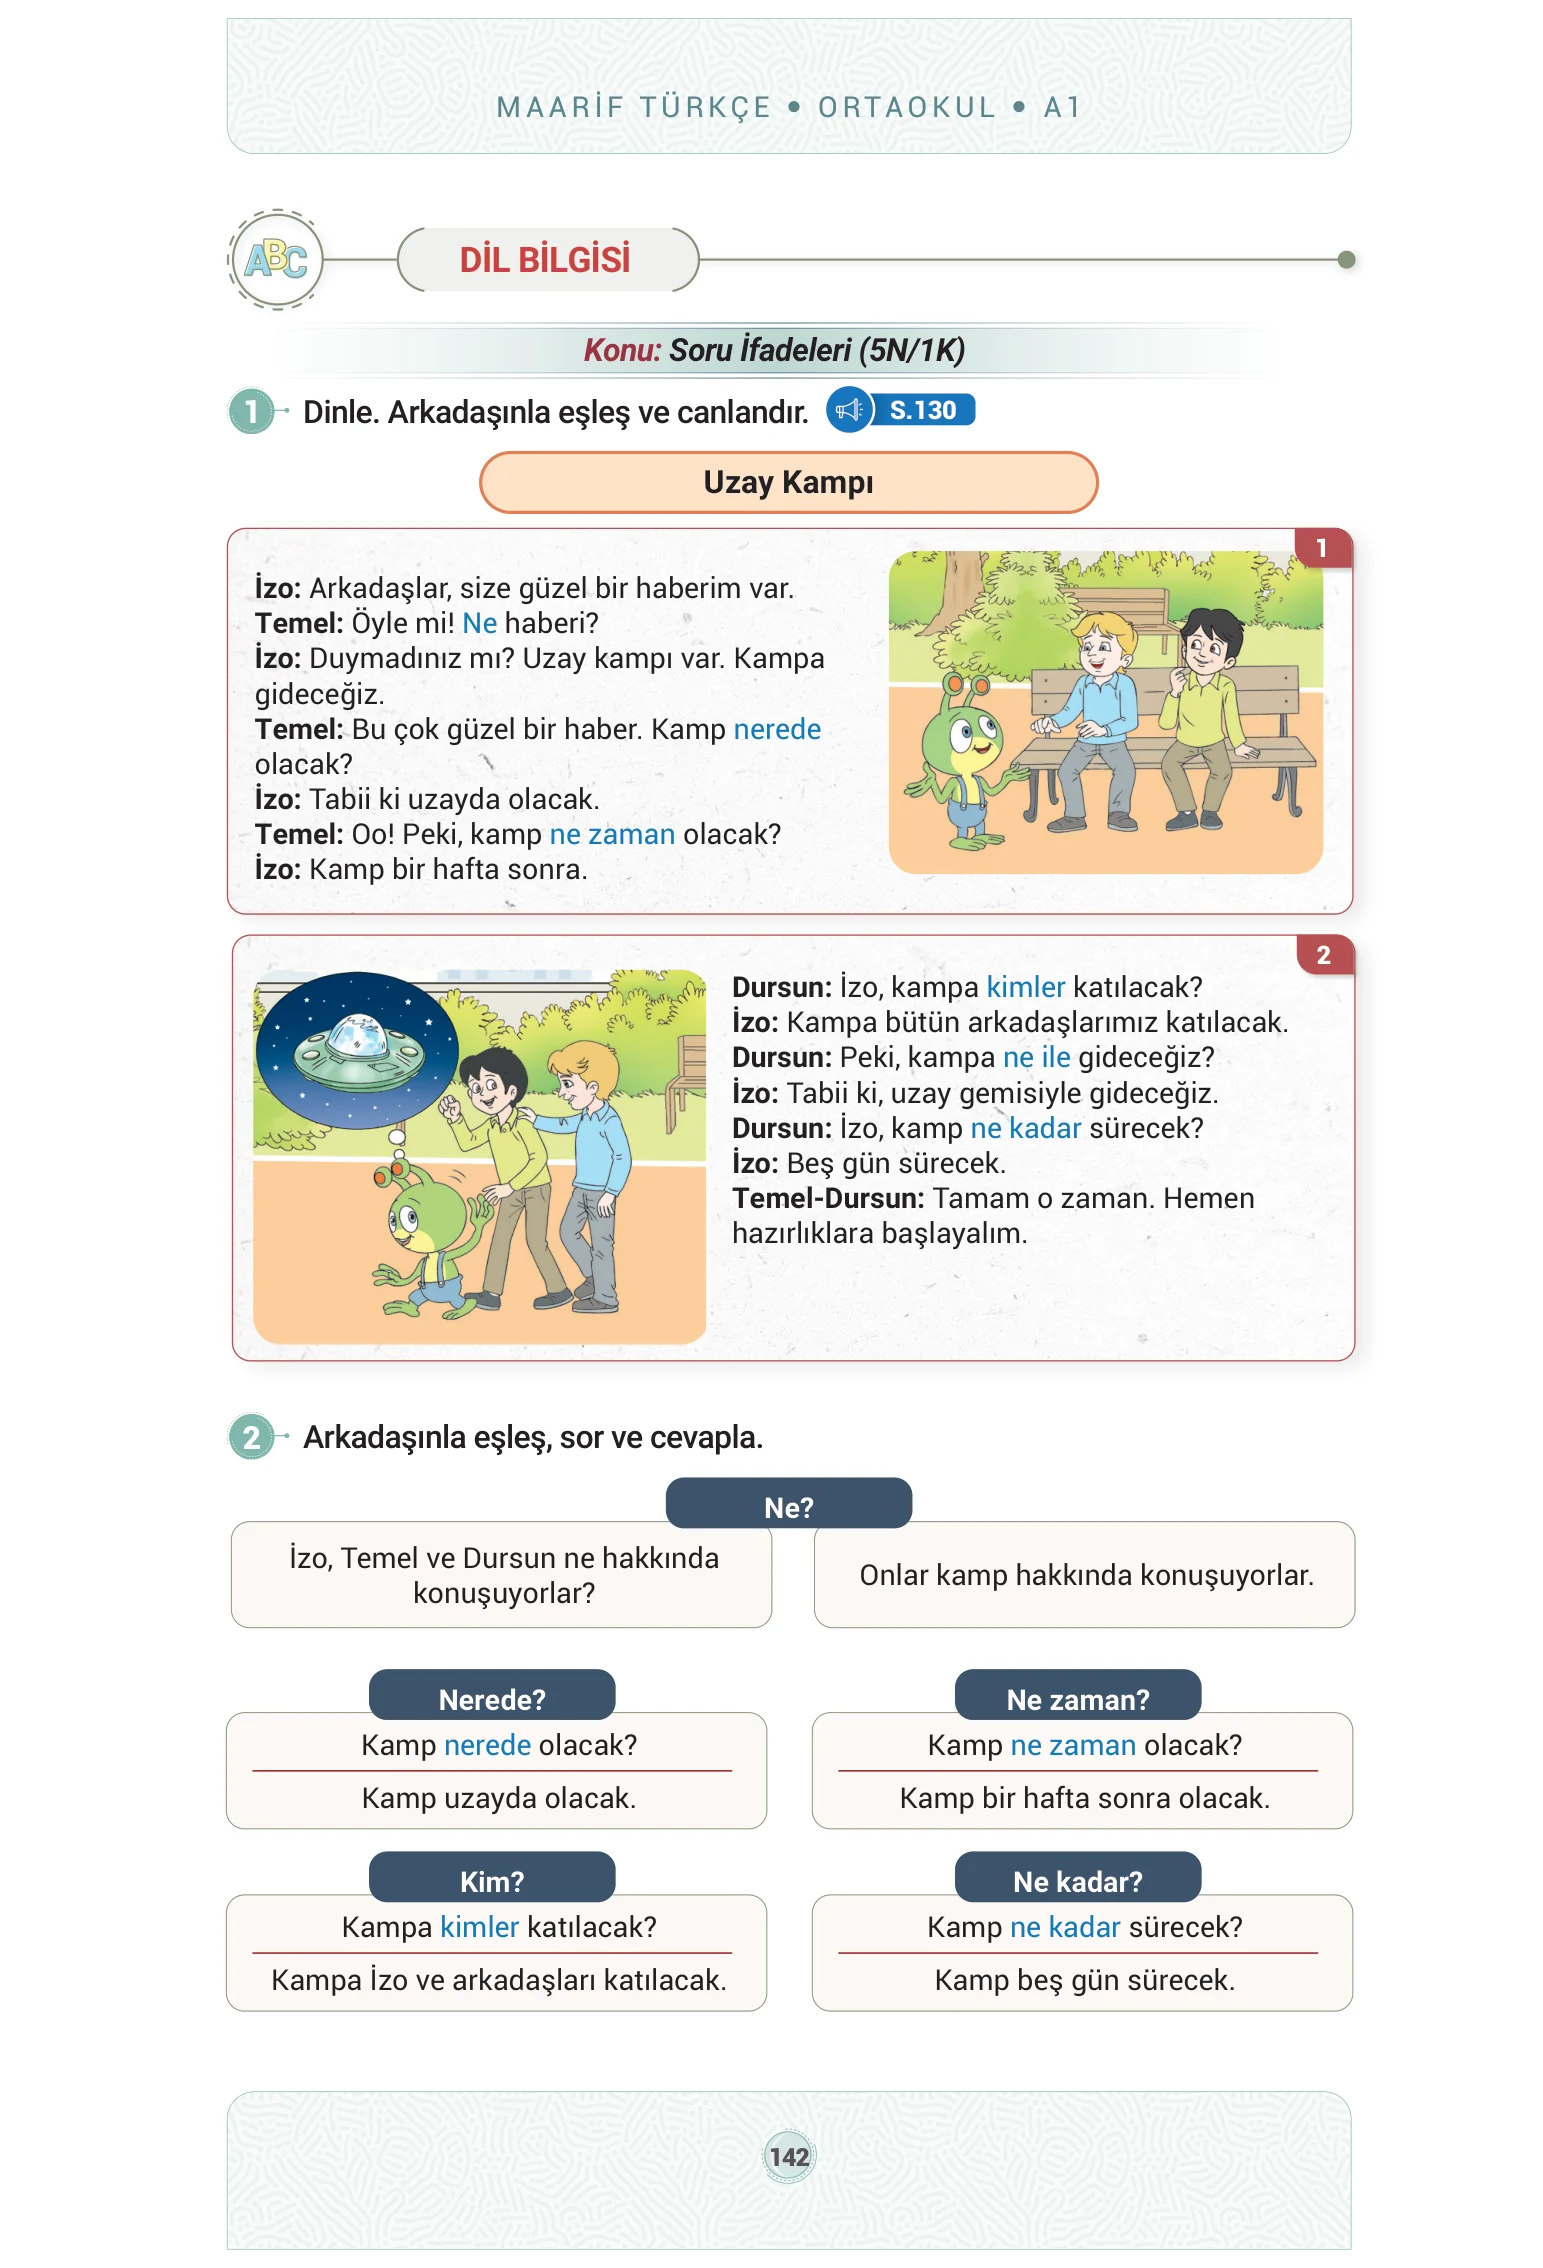 MAARİF TÜRKÇE • ORTAOKUL • A1
ABC
DİL BİLGİSİ
Konu: Soru İfadeleri (5N/1K)
1 Dinle. Arkadaşınla eşleş ve canlandır. S.130
Uzay Kampı
1
İzo: Arkadaşlar, size güzel bir haberim var.
Temel: Öyle mi! Ne haberi?
İzo: Duymadınız mı? Uzay kampı var. Kampa
gideceğiz.
Temel: Bu çok güzel bir haber. Kamp nerede
olacak?
İzo: Tabii ki uzayda olacak.
Temel: Oo! Peki, kamp ne zaman olacak?
İzo: Kamp bir hafta sonra.
2
Dursun: İzo, kampa kimler katılacak?
İzo: Kampa bütün arkadaşlarımız katılacak.
Dursun: Peki, kampa ne ile gideceğiz?
İzo: Tabii ki, uzay gemisiyle gideceğiz.
Dursun: İzo, kamp ne kadar sürecek?
İzo: Beş gün sürecek.
Temel-Dursun: Tamam o zaman. Hemen
hazırlıklara başlayalım.
2 Arkadaşınla eşleş, sor ve cevapla.
Ne?
İzo, Temel ve Dursun ne hakkında
konuşuyorlar?
Onlar kamp hakkında konuşuyorlar.
Nerede?
Kamp nerede olacak?
Kamp uzayda olacak.
Ne zaman?
Kamp ne zaman olacak?
Kamp bir hafta sonra olacak.
Kim?
Kampa kimler katılacak?
Kampa İzo ve arkadaşları katılacak.
Ne kadar?
Kamp ne kadar sürecek?
Kamp beş gün sürecek.
142